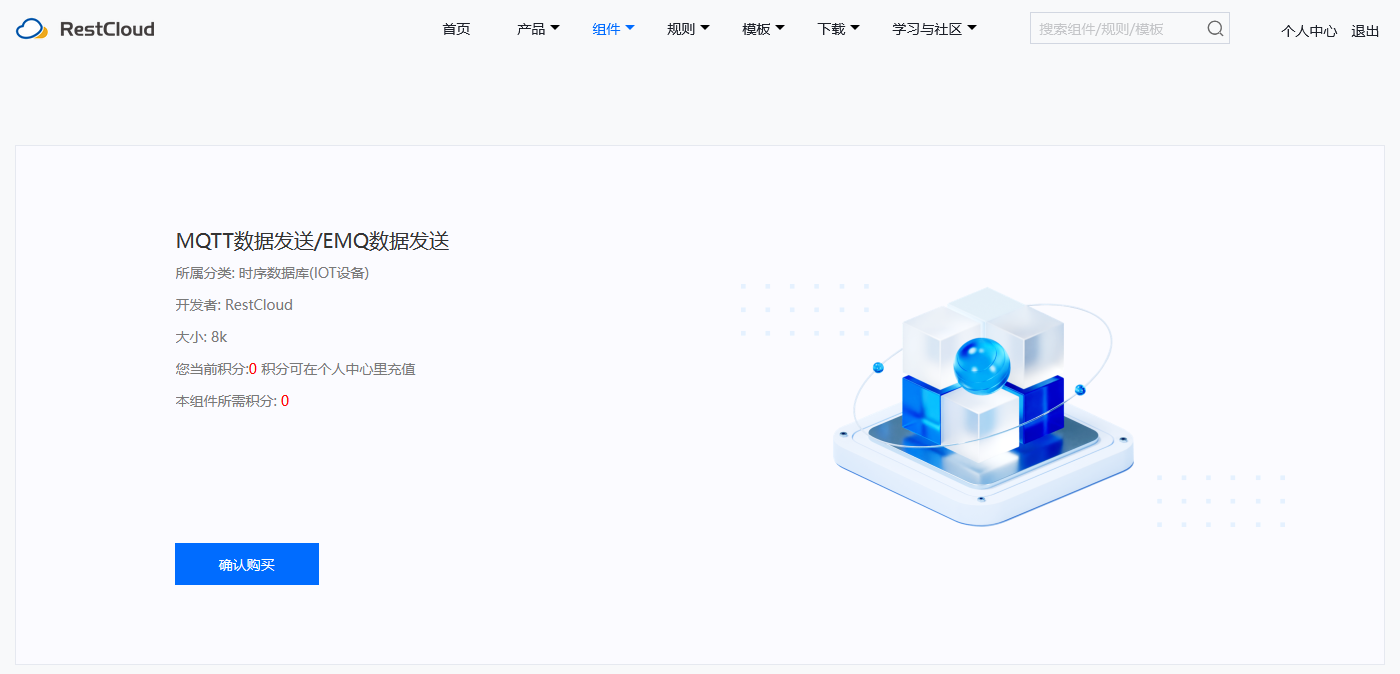 RestCloud 首页 产品 组件 规则 模板 下载 学习与社区 搜索组件/规则/模板 个人中心 退出
MQTT数据发送/EMQ数据发送
所属分类: 时序数据库(IOT设备)
开发者: RestCloud
大小: 8k
您当前积分:0 积分可在个人中心里充值
本组件所需积分: 0
确认购买